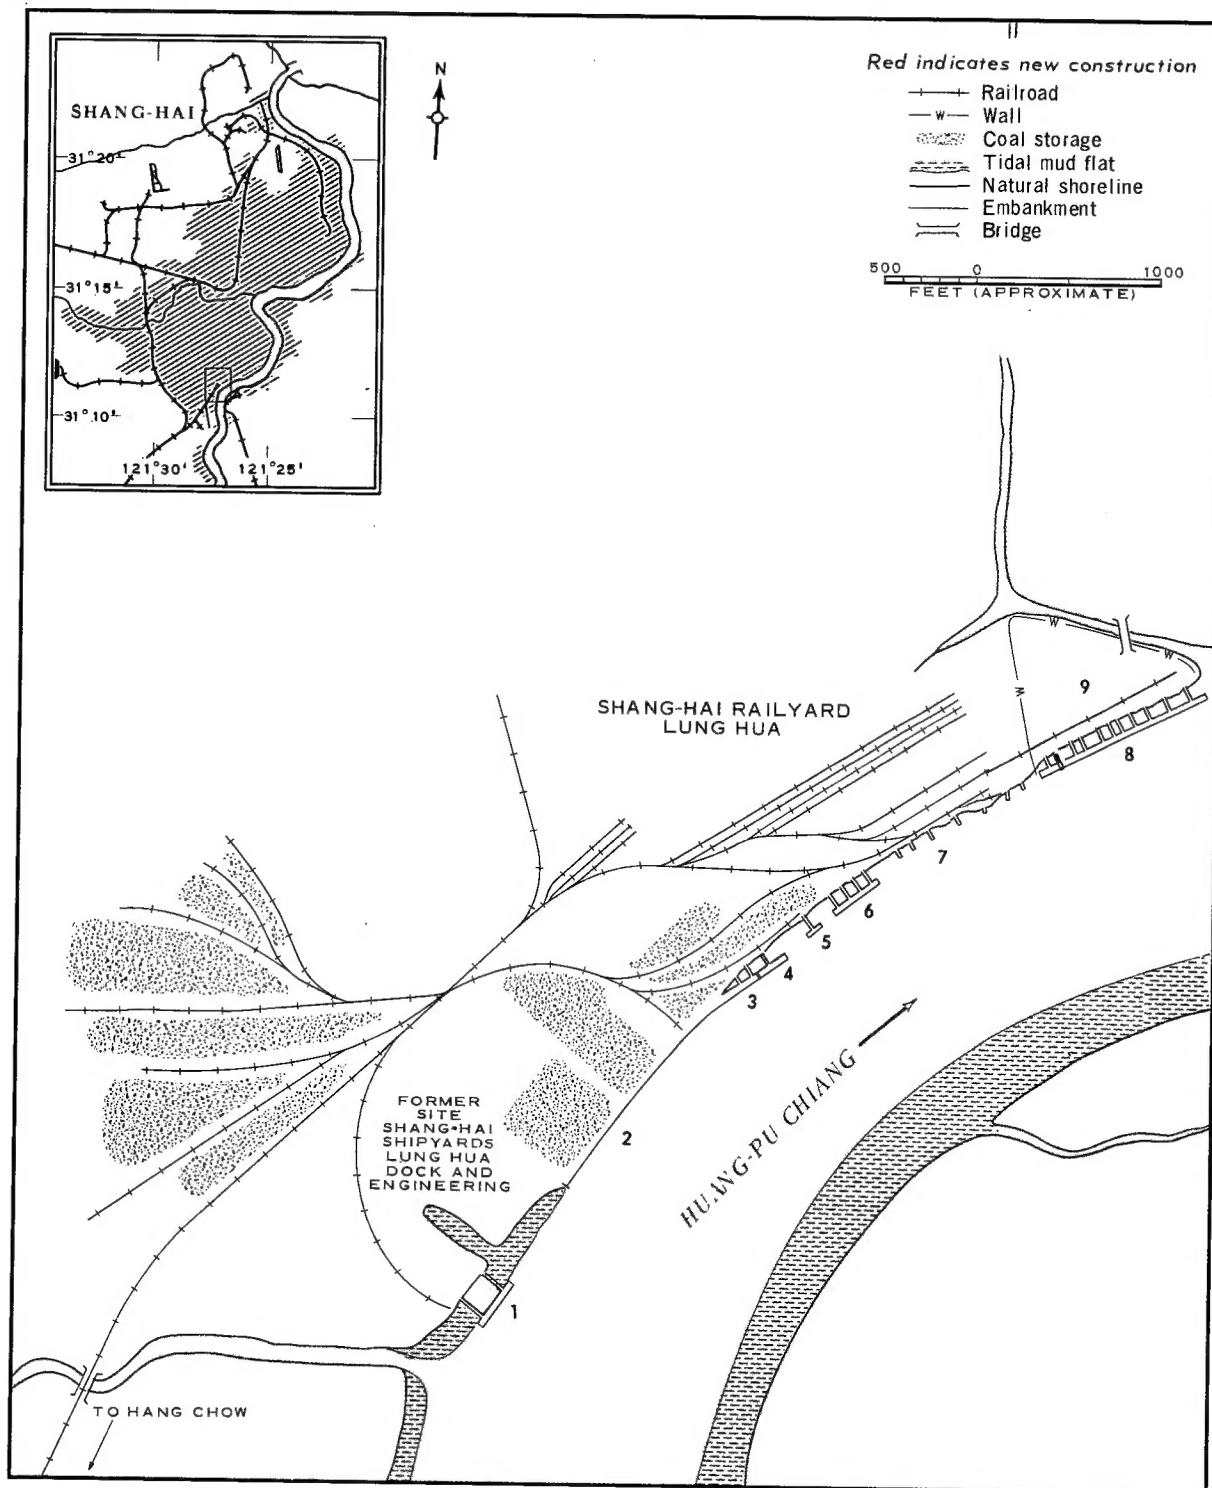 SHANG-HAI
31°20'
31°15'
31°10'
121°30'
121°25'
N
Red indicates new construction
Railroad
W
Wall
Coal storage
Tidal mud flat
Natural shoreline
Embankment
Bridge
500 0 1000
FEET (APPROXIMATE)
W
W
W
9
8
SHANG-HAI RAILYARD
LUNG HUA
7
6
5
4
3
2
HUANG-PU CHIANG
FORMER
SITE
SHANG-HAI
SHIPYARDS
LUNG HUA
DOCK AND
ENGINEERING
1
TO HANG CHOW